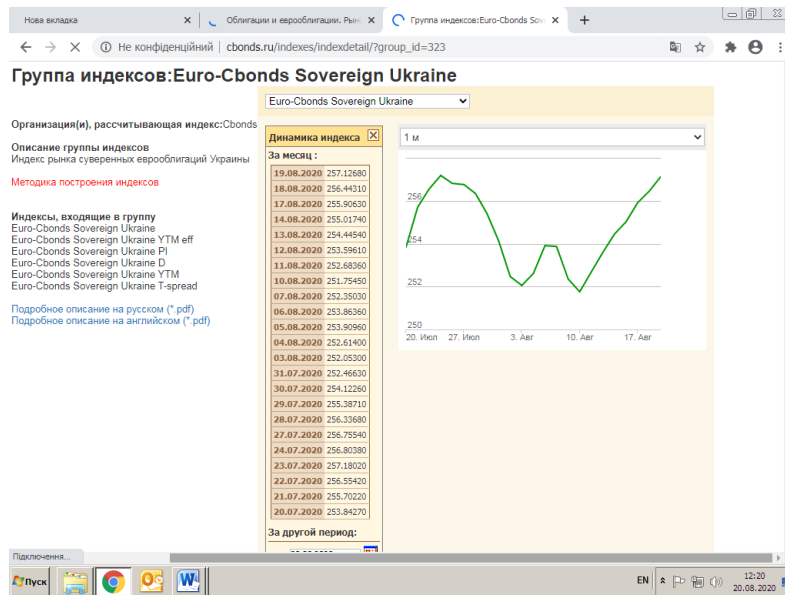 Нова вкладка
Облигации и еврооблигации. Рын
Группа индексов:Euro-Cbonds Sov
Не конфіденційний | cbonds.ru/indexes/indexdetail/?group_id=323
Группа индексов:Euro-Cbonds Sovereign Ukraine
Euro-Cbonds Sovereign Ukraine
Организация(и), рассчитывающая индекс:Cbonds
Описание группы индексов
Индекс рынка суверенных еврооблигаций Украины
Методика построения индексов
Индексы, входящие в группу
Euro-Cbonds Sovereign Ukraine
Euro-Cbonds Sovereign Ukraine YTM eff
Euro-Cbonds Sovereign Ukraine PI
Euro-Cbonds Sovereign Ukraine D
Euro-Cbonds Sovereign Ukraine YTM
Euro-Cbonds Sovereign Ukraine T-spread
Подробное описание на русском (*.pdf)
Подробное описание на английском (*.pdf)
Динамика индекса
За месяц :
19.08.2020 257.12680
18.08.2020 256.44310
17.08.2020 255.90630
14.08.2020 255.01740
13.08.2020 254.44540
12.08.2020 253.59610
11.08.2020 252.68360
10.08.2020 251.75450
07.08.2020 252.35030
06.08.2020 253.86360
05.08.2020 253.90960
04.08.2020 252.61400
03.08.2020 252.05300
31.07.2020 252.46630
30.07.2020 254.12260
29.07.2020 255.38710
28.07.2020 256.33680
27.07.2020 256.75540
24.07.2020 256.80380
23.07.2020 257.18020
22.07.2020 256.55420
21.07.2020 255.70220
20.07.2020 253.84270
За другой период:
1 м
256
254
252
250
20. Июл 27. Июл 3. Авг 10. Авг 17. Авг
Підключення...
Пуск
EN
12:20
20.08.2020